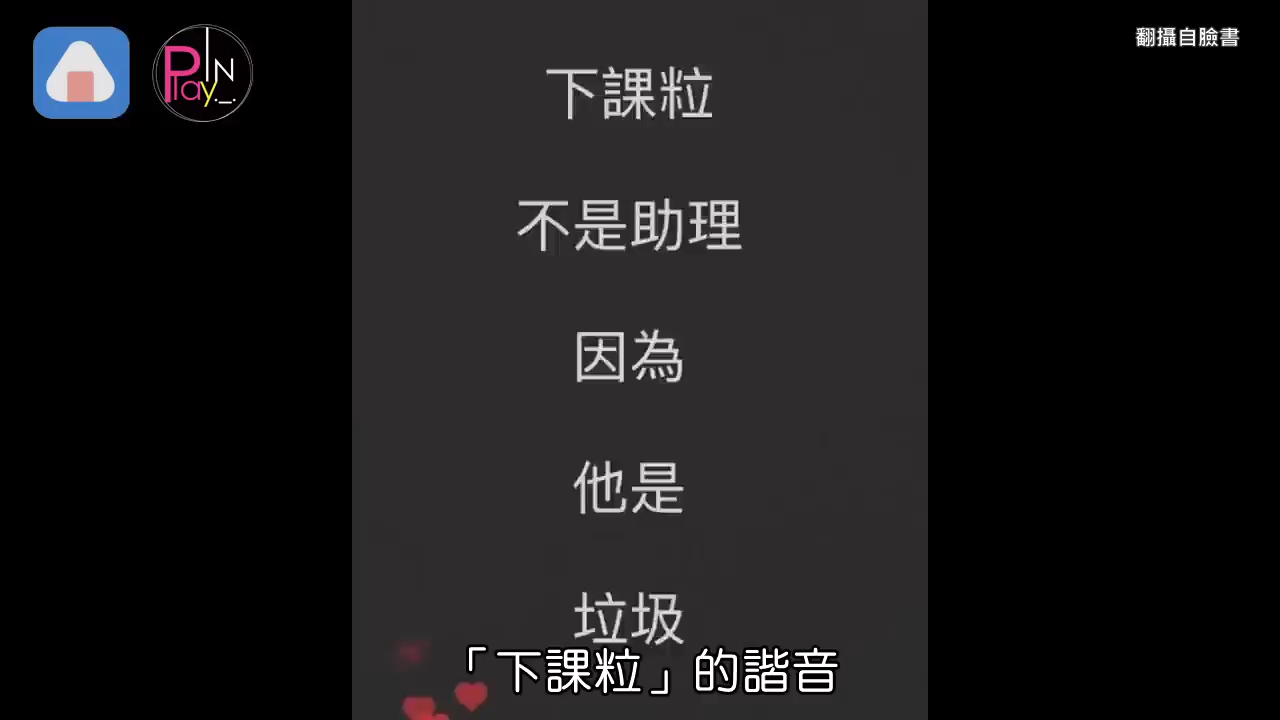 PlayIN._.
翻攝自臉書
下課粒
不是助理
因為
他是
垃圾
「下課粒」的諧音